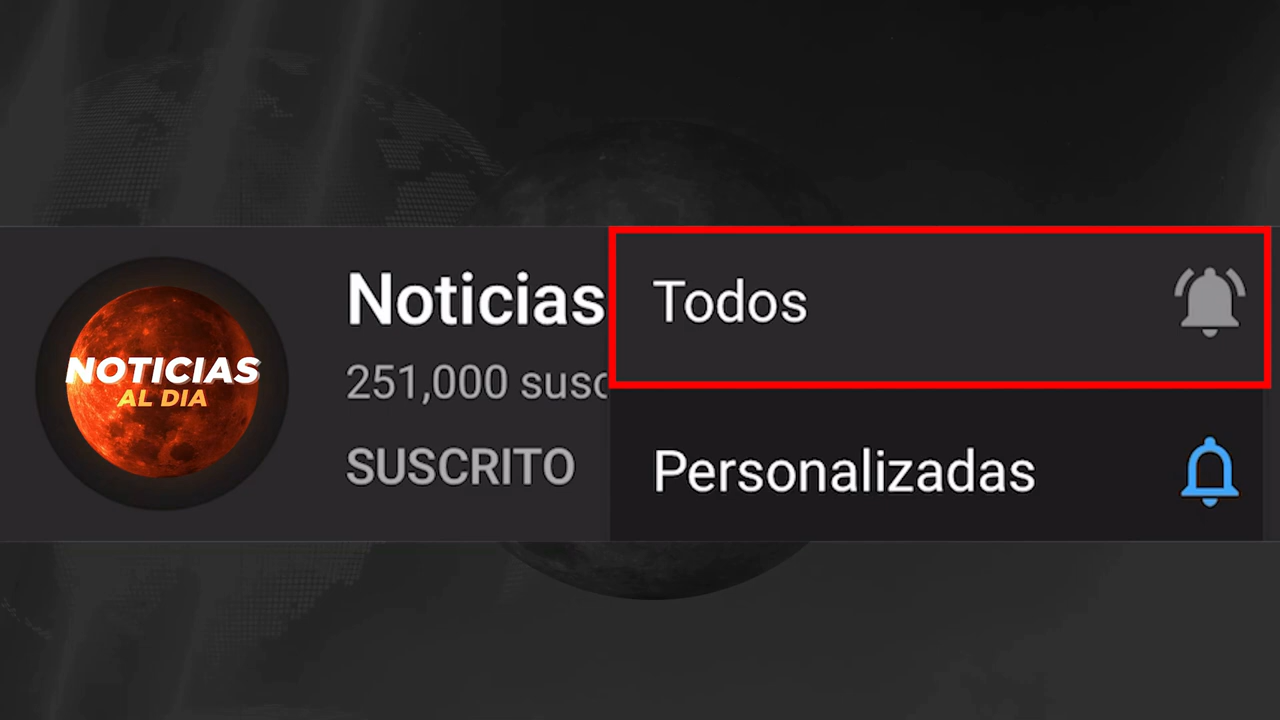 NOTICIAS
AL DIA
Noticias
251,000 susc
SUSCRITO
Todos
Personalizadas